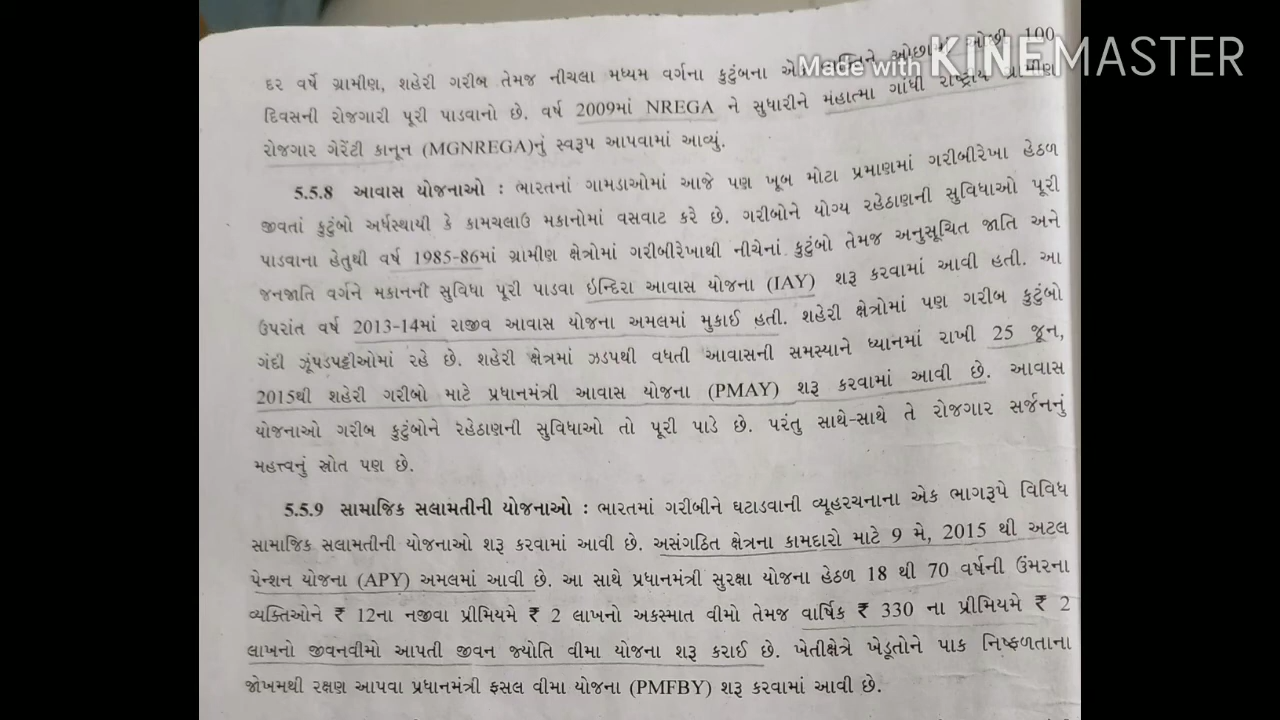 Made with KINEMASTER
દર વર્ષે ગ્રામીણ, શહેરી ગરીબ તેમજ નીચલા મધ્યમ વર્ગના કુટુંબના એક ઓછામાં ઓછી 100
દિવસની રોજગારી પૂરી પાડવાનો છે. વર્ષ 2009માં NREGA ને સુધારીને મંહાત્મા ગાંધી રાષ્ટ્રીય ગ્રામીણ
રોજગાર ગેરેંટી કાનૂન (MGNREGA)નું સ્વરૂપ આપવામાં આવ્યું.
5.5.8 આવાસ યોજનાઓ : ભારતનાં ગામડાઓમાં આજે પણ ખૂબ મોટા પ્રમાણમાં ગરીબીરેખા હેઠળ
જીવતાં કુટુંબો અર્ધસ્થાયી કે કામચલાઉ મકાનોમાં વસવાટ કરે છે. ગરીબોને યોગ્ય રહેઠાણની સુવિધાઓ પૂરી
પાડવાના હેતુથી વર્ષ 1985-86માં ગ્રામીણ ક્ષેત્રોમાં ગરીબીરેખાથી નીચેનાં કુટુંબો તેમજ અનુસૂચિત જાતિ અને
જનજાતિ વર્ગને મકાનની સુવિધા પૂરી પાડવા ઇન્દિરા આવાસ યોજના (IAY) શરૂ કરવામાં આવી હતી. આ
ઉપરાંત વર્ષ 2013-14માં રાજીવ આવાસ યોજના અમલમાં મુકાઈ હતી. શહેરી ક્ષેત્રોમાં પણ ગરીબ કુટુંબો
ગંદી ઝૂંપડપટ્ટીઓમાં રહે છે. શહેરી ક્ષેત્રમાં ઝડપથી વધતી આવાસની સમસ્યાને ધ્યાનમાં રાખી 25 જૂન,
2015થી શહેરી ગરીબો માટે પ્રધાનમંત્રી આવાસ યોજના (PMAY) શરૂ કરવામાં આવી છે. આવાસ
યોજનાઓ ગરીબ કુટુંબોને રહેઠાણની સુવિધાઓ તો પૂરી પાડે છે. પરંતુ સાથે-સાથે તે રોજગાર સર્જનનું
મહત્ત્વનું સ્રોત પણ છે.
5.5.9 સામાજિક સલામતીની યોજનાઓ : ભારતમાં ગરીબીને ઘટાડવાની વ્યૂહરચનાના એક ભાગરૂપે વિવિધ
સામાજિક સલામતીની યોજનાઓ શરૂ કરવામાં આવી છે. અસંગઠિત ક્ષેત્રના કામદારો માટે 9 મે, 2015 થી અટલ
પેન્શન યોજના (APY) અમલમાં આવી છે. આ સાથે પ્રધાનમંત્રી સુરક્ષા યોજના હેઠળ 18 થી 70 વર્ષની ઉંમરના
વ્યક્તિઓને ₹ 12ના નજીવા પ્રીમિયમે ₹ 2 લાખનો અકસ્માત વીમો તેમજ વાર્ષિક ₹ 330 ના પ્રીમિયમે ₹ 2
લાખનો જીવનવીમો આપતી જીવન જ્યોતિ વીમા યોજના શરૂ કરાઈ છે. ખેતીક્ષેત્રે ખેડૂતોને પાક નિષ્ફળતાના
જોખમથી રક્ષણ આપવા પ્રધાનમંત્રી ફસલ વીમા યોજના (PMFBY) શરૂ કરવામાં આવી છે.